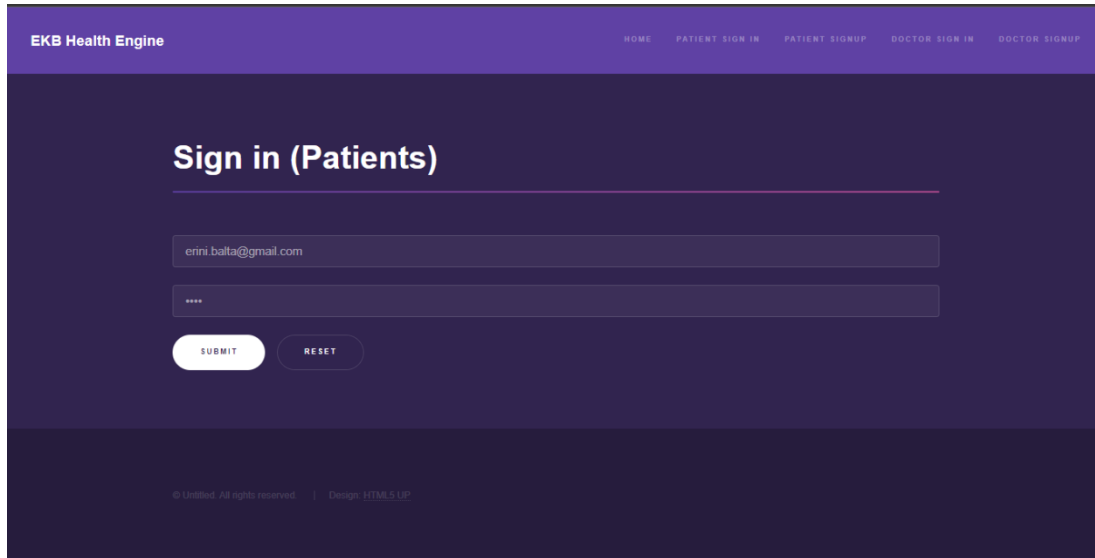 EKB Health Engine
HOME PATIENT SIGN IN PATIENT SIGNUP DOCTOR SIGN IN DOCTOR SIGNUP
Sign in (Patients)
erini.balta@gmail.com
••••
SUBMIT RESET
© Untitled. All rights reserved. | Design: HTML5 UP